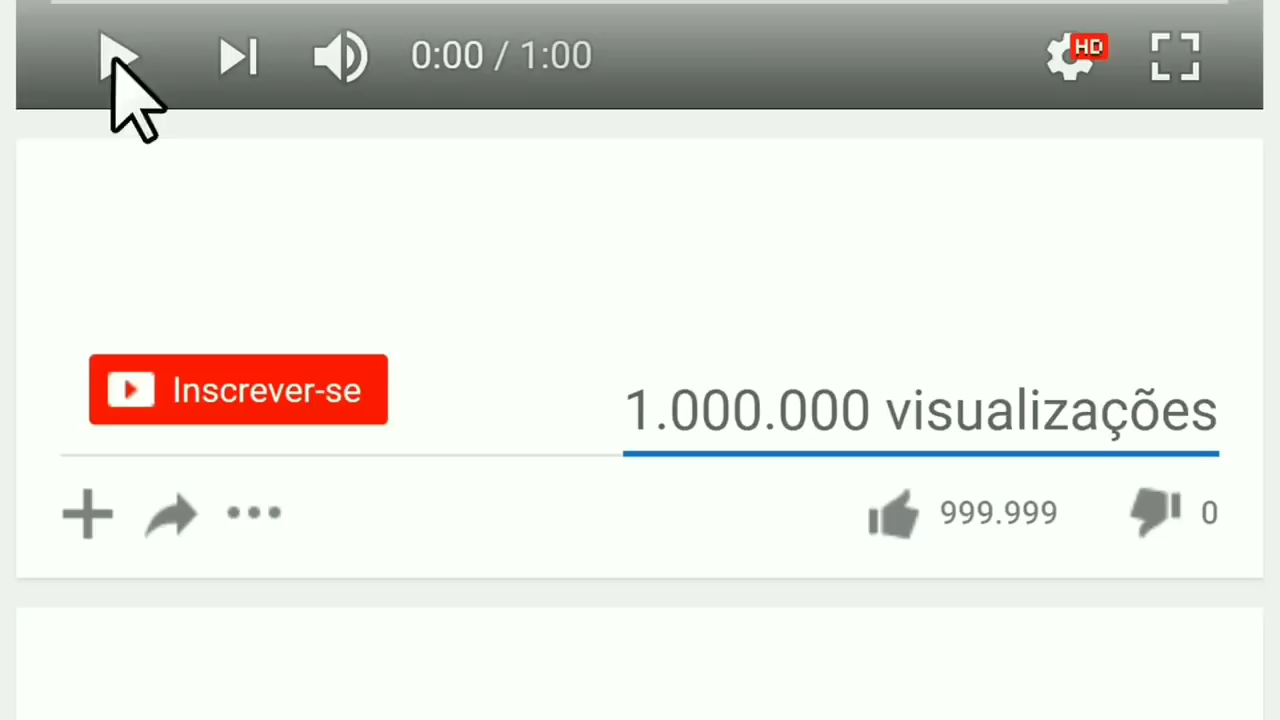 0:00 / 1:00
HD
Inscrever-se
1.000.000 visualizações
999.999
0